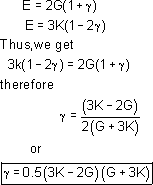 E = 2G(1+γ)
E = 3K(1-2γ)
Thus,we get
3k(1-2γ) = 2G(1+γ)
therefore
γ = (3K-2G)/2(G+3K)
or
γ = 0.5(3K-2G)(G+3K)